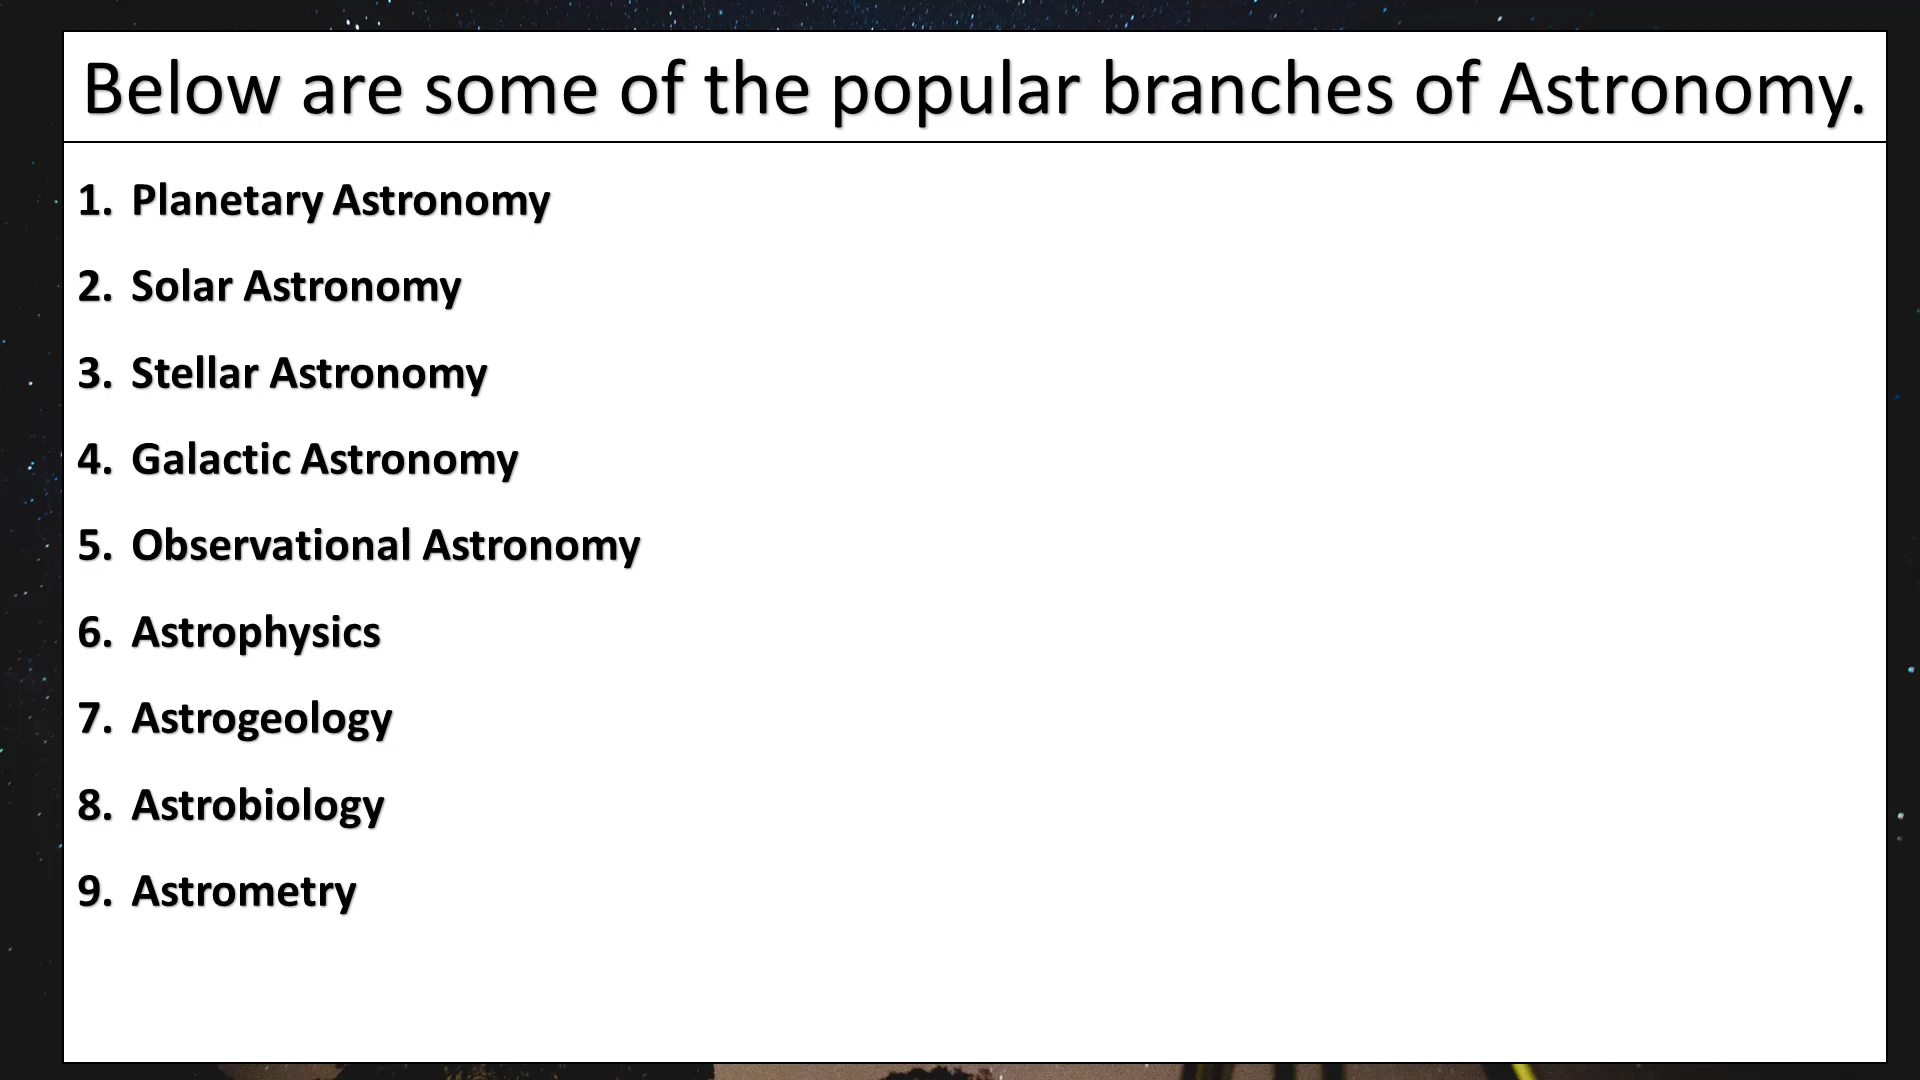 Below are some of the popular branches of Astronomy.
1. Planetary Astronomy
2. Solar Astronomy
3. Stellar Astronomy
4. Galactic Astronomy
5. Observational Astronomy
6. Astrophysics
7. Astrogeology
8. Astrobiology
9. Astrometry